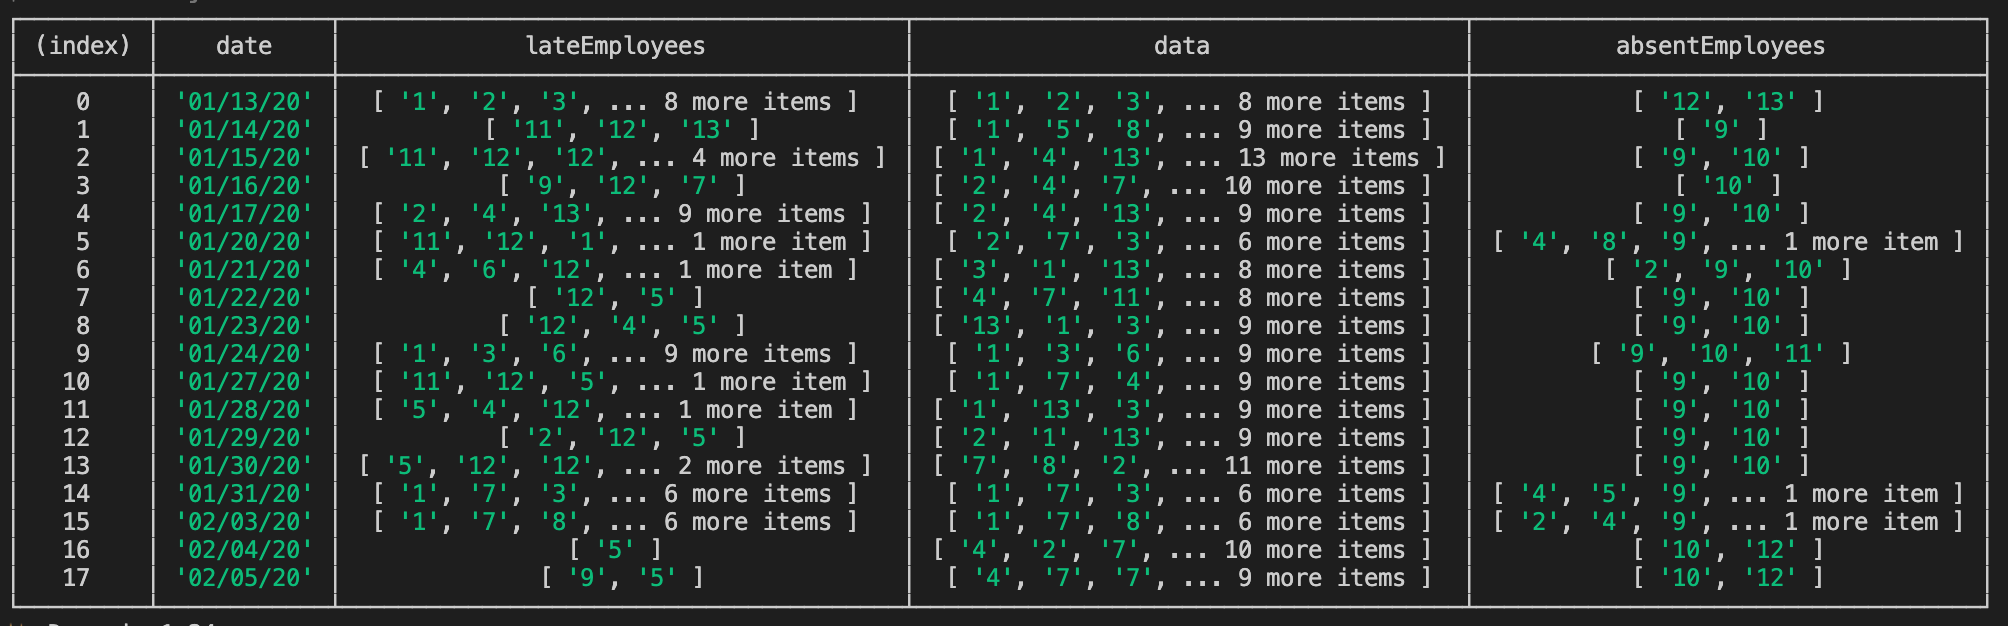 (index) date lateEmployees data absentEmployees
0 '01/13/20' [ '1', '2', '3', ... 8 more items ] [ '1', '2', '3', ... 8 more items ] [ '12', '13' ]
1 '01/14/20' [ '11', '12', '13' ] [ '1', '5', '8', ... 9 more items ] [ '9' ]
2 '01/15/20' [ '11', '12', '12', ... 4 more items ] [ '1', '4', '13', ... 13 more items ] [ '9', '10' ]
3 '01/16/20' [ '9', '12', '7' ] [ '2', '4', '7', ... 10 more items ] [ '10' ]
4 '01/17/20' [ '2', '4', '13', ... 9 more items ] [ '2', '4', '13', ... 9 more items ] [ '9', '10' ]
5 '01/20/20' [ '11', '12', '1', ... 1 more item ] [ '2', '7', '3', ... 6 more items ] [ '4', '8', '9', ... 1 more item ]
6 '01/21/20' [ '4', '6', '12', ... 1 more item ] [ '3', '1', '13', ... 8 more items ] [ '2', '9', '10' ]
7 '01/22/20' [ '12', '5' ] [ '4', '7', '11', ... 8 more items ] [ '9', '10' ]
8 '01/23/20' [ '12', '4', '5' ] [ '13', '1', '3', ... 9 more items ] [ '9', '10' ]
9 '01/24/20' [ '1', '3', '6', ... 9 more items ] [ '1', '3', '6', ... 9 more items ] [ '9', '10', '11' ]
10 '01/27/20' [ '11', '12', '5', ... 1 more item ] [ '1', '7', '4', ... 9 more items ] [ '9', '10' ]
11 '01/28/20' [ '5', '4', '12', ... 1 more item ] [ '1', '13', '3', ... 9 more items ] [ '9', '10' ]
12 '01/29/20' [ '2', '12', '5' ] [ '2', '1', '13', ... 9 more items ] [ '9', '10' ]
13 '01/30/20' [ '5', '12', '12', ... 2 more items ] [ '7', '8', '2', ... 11 more items ] [ '9', '10' ]
14 '01/31/20' [ '1', '7', '3', ... 6 more items ] [ '1', '7', '3', ... 6 more items ] [ '4', '5', '9', ... 1 more item ]
15 '02/03/20' [ '1', '7', '8', ... 6 more items ] [ '1', '7', '8', ... 6 more items ] [ '2', '4', '9', ... 1 more item ]
16 '02/04/20' [ '5' ] [ '4', '2', '7', ... 10 more items ] [ '10', '12' ]
17 '02/05/20' [ '9', '5' ] [ '4', '7', '7', ... 9 more items ] [ '10', '12' ]